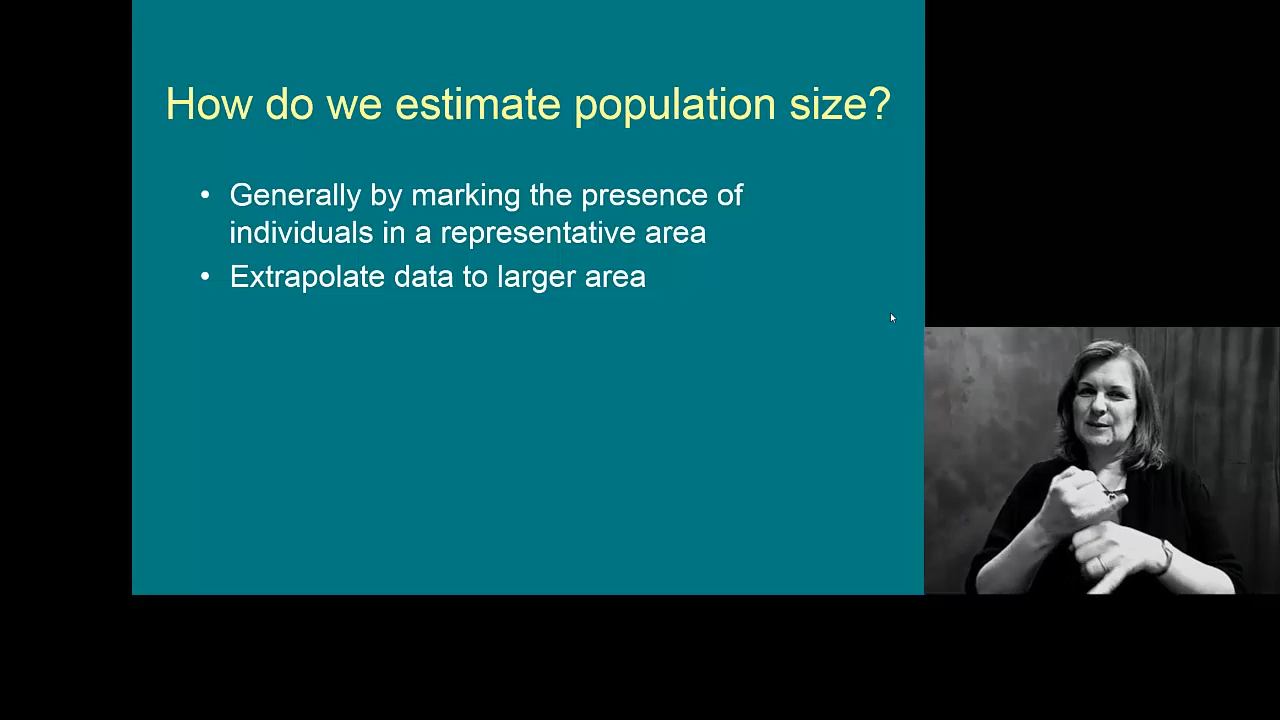 How do we estimate population size?
• Generally by marking the presence of
individuals in a representative area
• Extrapolate data to larger area